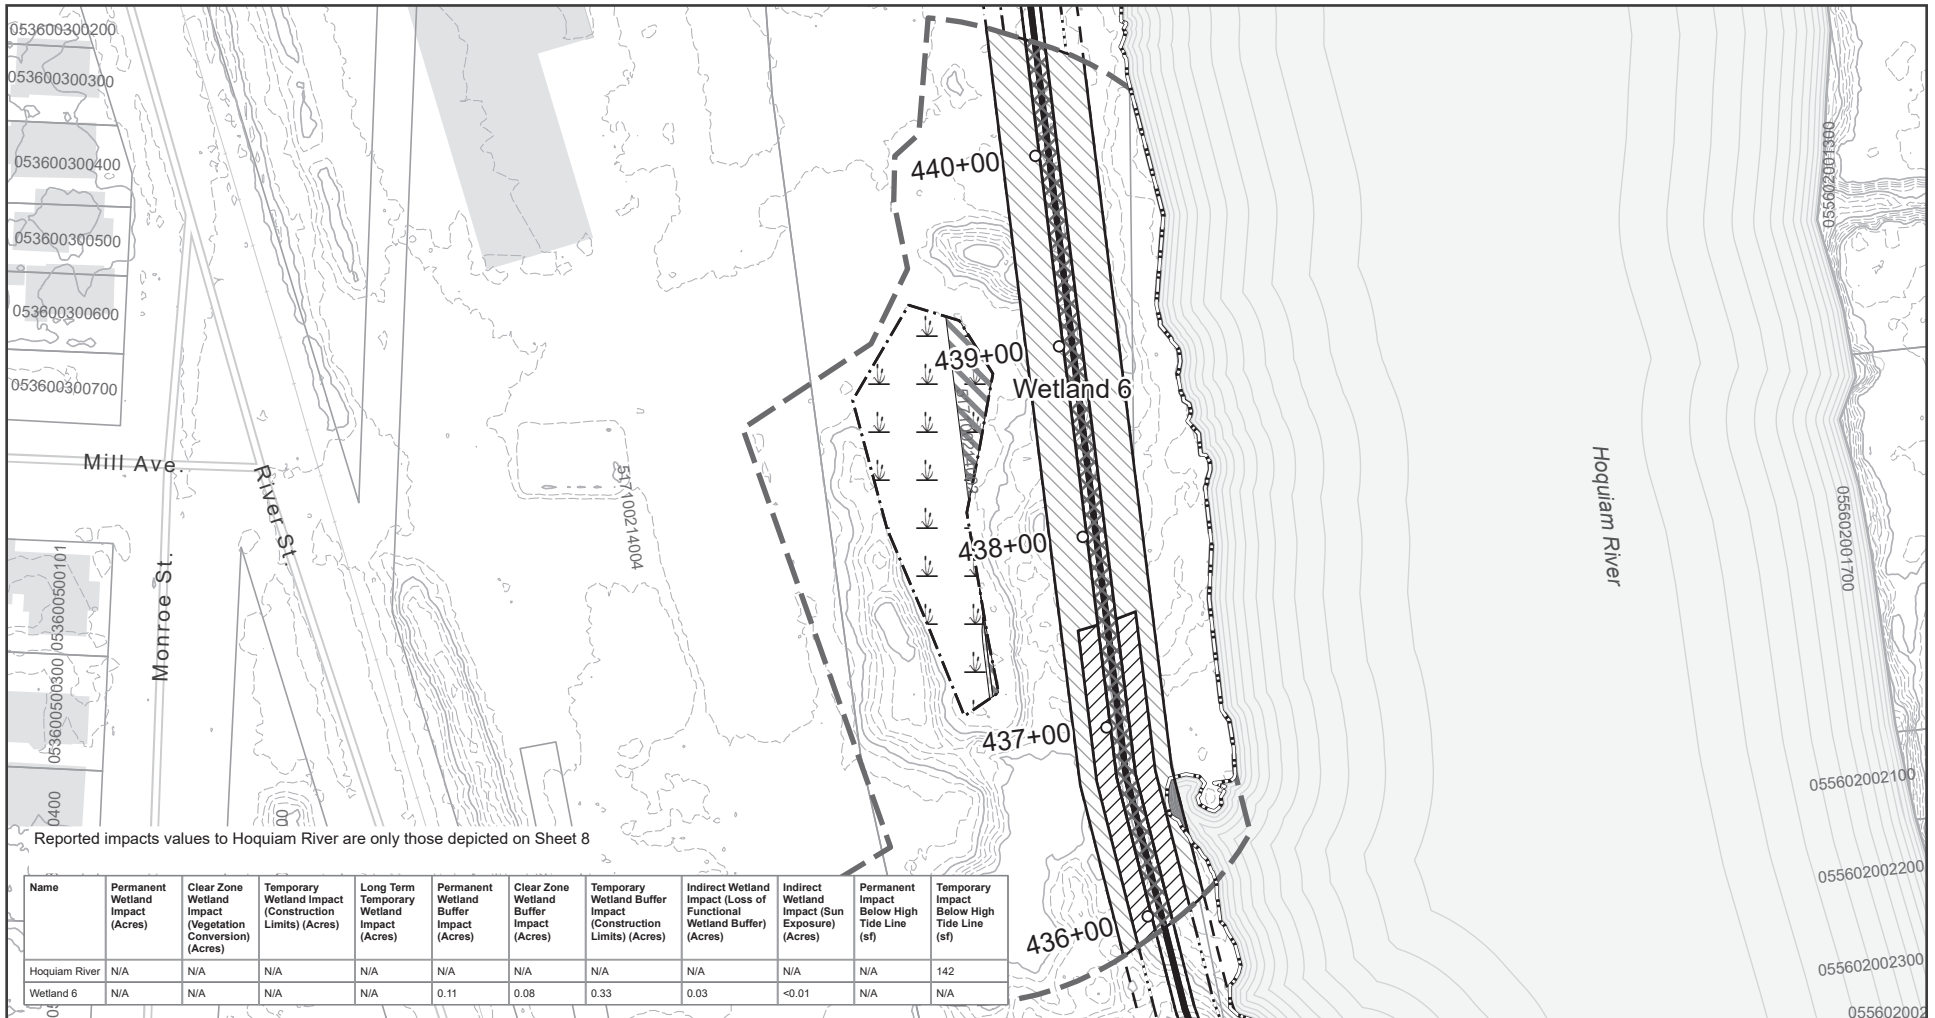 053600300200
053600300300
053600300400
053600300500
053600300600
053600300700
Mill Ave.
River St.
Monroe St.
053600500101
053600500300
0400
00
517100214004
440+00
439+00
Wetland 6
438+00
437+00
436+00
Hoquiam River
055602001300
055602001700
055602002100
055602002200
055602002300
055602002
Reported impacts values to Hoquiam River are only those depicted on Sheet 8
Name | Permanent Wetland Impact (Acres) | Clear Zone Wetland Impact (Vegetation Conversion) (Acres) | Temporary Wetland Impact (Construction Limits) (Acres) | Long Term Temporary Wetland Impact (Acres) | Permanent Wetland Buffer Impact (Acres) | Clear Zone Wetland Buffer Impact (Acres) | Temporary Wetland Buffer Impact (Construction Limits) (Acres) | Indirect Wetland Impact (Loss of Functional Wetland Buffer) (Acres) | Indirect Wetland Impact (Sun Exposure) (Acres) | Permanent Impact Below High Tide Line (sf) | Temporary Impact Below High Tide Line (sf)
Hoquiam River | N/A | N/A | N/A | N/A | N/A | N/A | N/A | N/A | N/A | N/A | 142
Wetland 6 | N/A | N/A | N/A | N/A | 0.11 | 0.08 | 0.33 | 0.03 | <0.01 | N/A | N/A